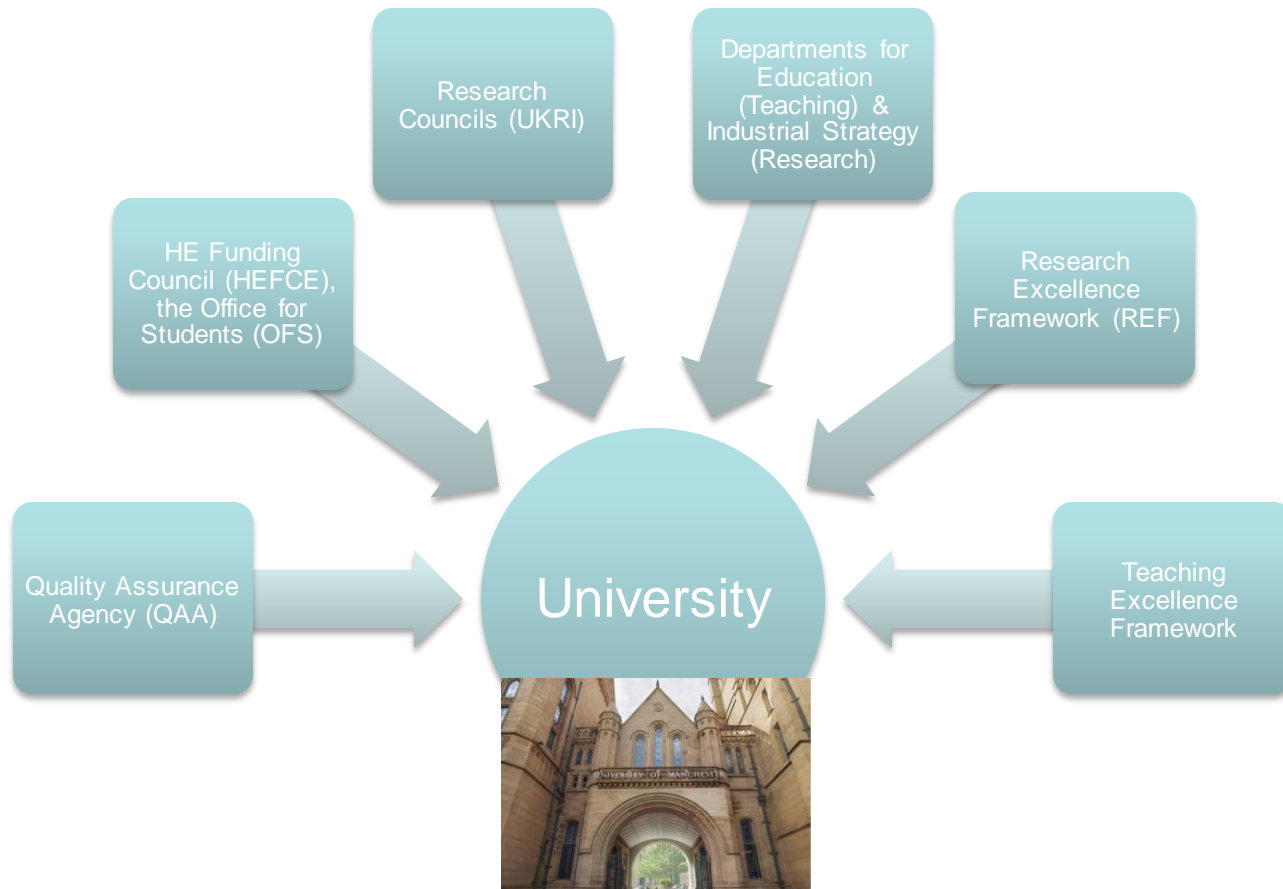 Research
Councils (UKRI)
Departments for
Education
(Teaching) &
Industrial Strategy
(Research)
HE Funding
Council (HEFCE),
the Office for
Students (OFS)
Research
Excellence
Framework (REF)
Quality Assurance
Agency (QAA)
University
Teaching
Excellence
Framework
UNIVERSITY OF MANCHESTER